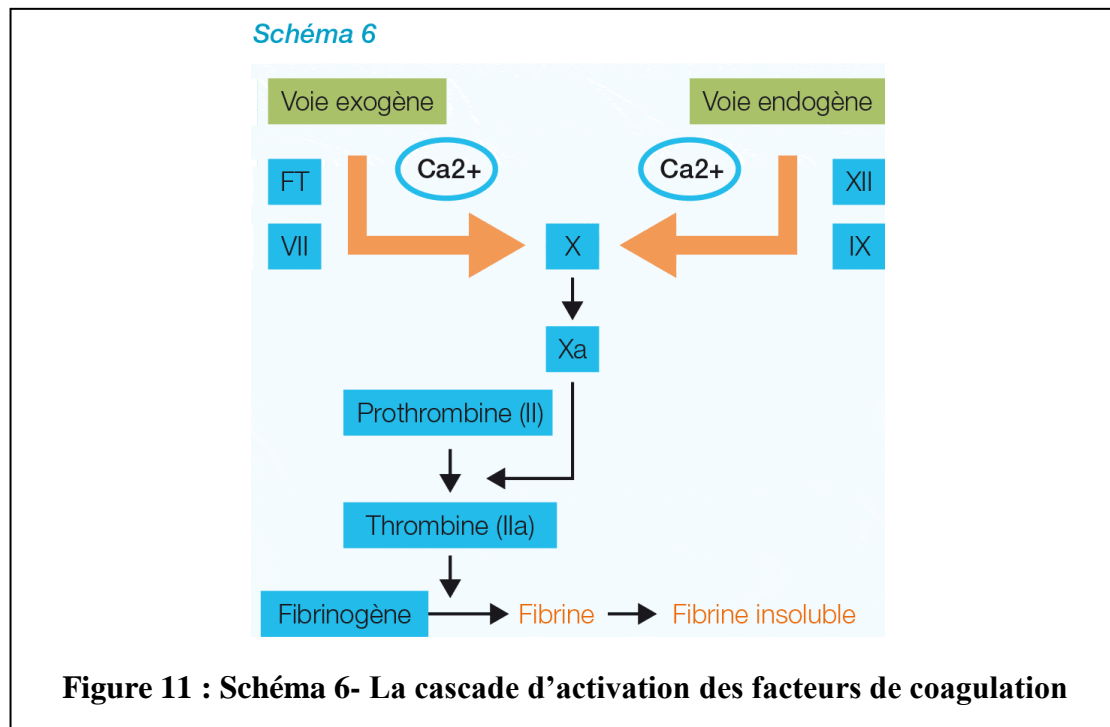 Schéma 6
Voie exogène
Voie endogène
Ca2+
Ca2+
FT
XII
VII
X
IX
Xa
Prothrombine (II)
Thrombine (IIa)
Fibrinogène
Fibrine
Fibrine insoluble
Figure 11 : Schéma 6- La cascade d’activation des facteurs de coagulation